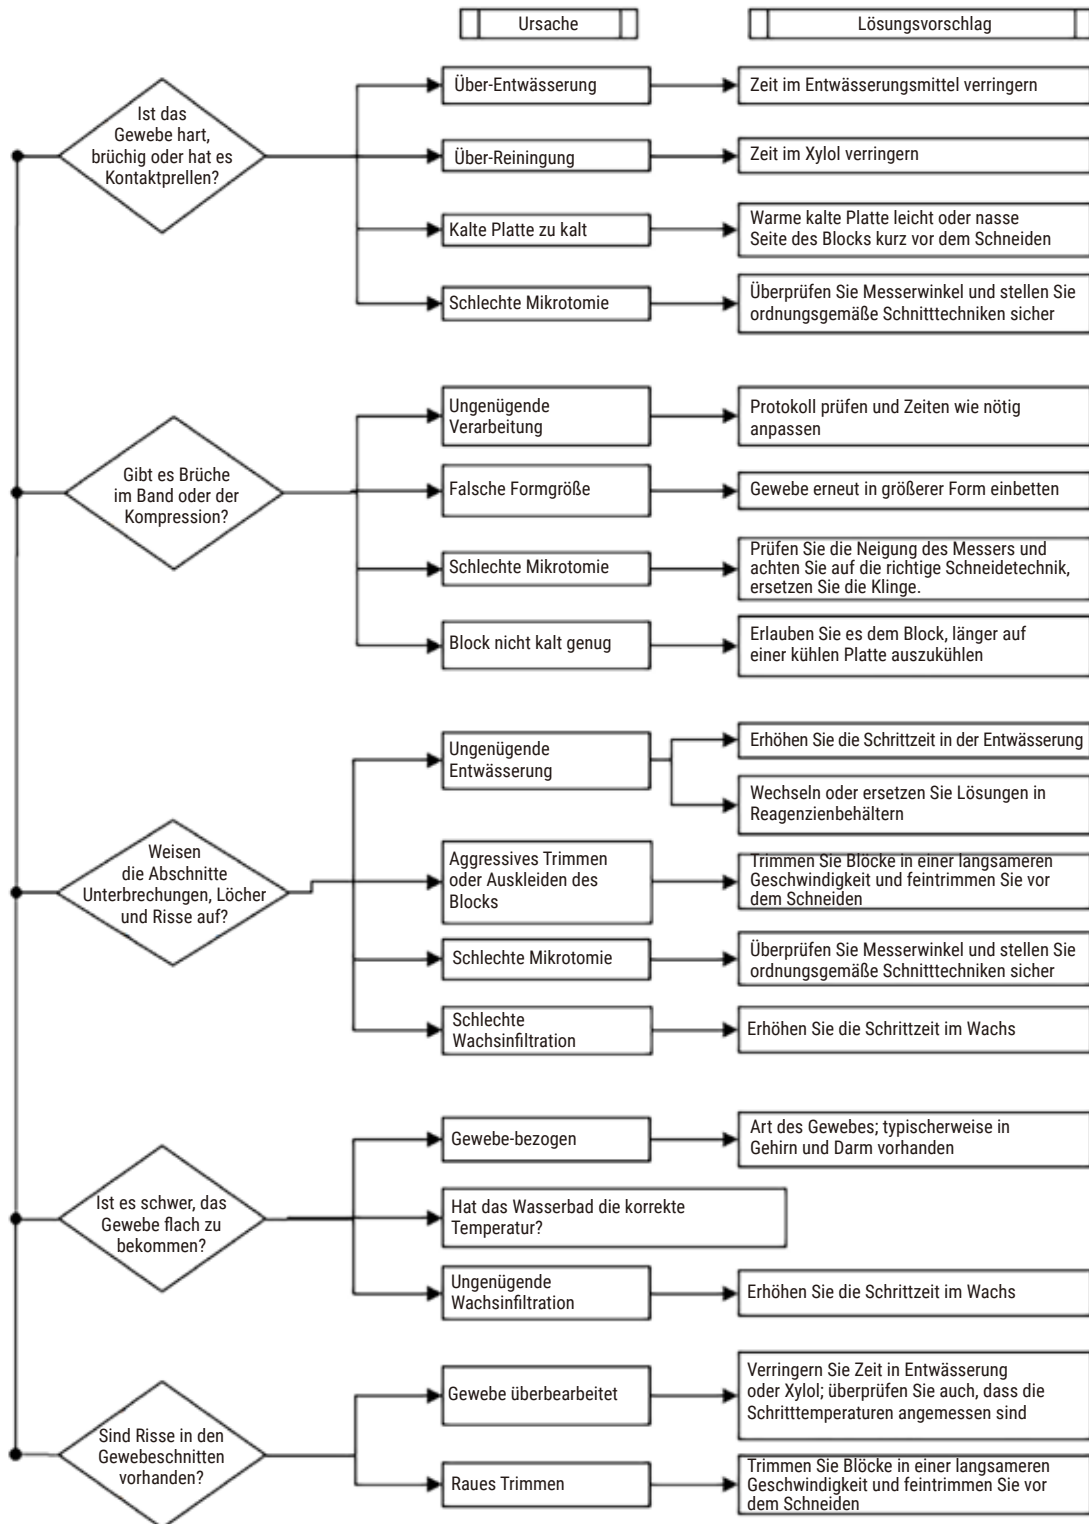 Ursache
Lösungsvorschlag
Ist das
Gewebe hart,
brüchig oder hat es
Kontaktprellen?
Über-Entwässerung
Zeit im Entwässerungsmittel verringern
Über-Reiningung
Zeit im Xylol verringern
Kalte Platte zu kalt
Warme kalte Platte leicht oder nasse
Seite des Blocks kurz vor dem Schneiden
Schlechte Mikrotomie
Überprüfen Sie Messerwinkel und stellen Sie
ordnungsgemäße Schnitttechniken sicher
Gibt es Brüche
im Band oder der
Kompression?
Ungenügende
Verarbeitung
Protokoll prüfen und Zeiten wie nötig
anpassen
Falsche Formgröße
Gewebe erneut in größerer Form einbetten
Schlechte Mikrotomie
Prüfen Sie die Neigung des Messers und
achten Sie auf die richtige Schneidetechnik,
ersetzen Sie die Klinge.
Block nicht kalt genug
Erlauben Sie es dem Block, länger auf
einer kühlen Platte auszukühlen
Weisen
die Abschnitte
Unterbrechungen, Löcher
und Risse auf?
Ungenügende
Entwässerung
Erhöhen Sie die Schrittzeit in der Entwässerung
Wechseln oder ersetzen Sie Lösungen in
Reagenzienbehältern
Aggressives Trimmen
oder Auskleiden des
Blocks
Trimmen Sie Blöcke in einer langsameren
Geschwindigkeit und feintrimmen Sie vor
dem Schneiden
Schlechte Mikrotomie
Überprüfen Sie Messerwinkel und stellen Sie
ordnungsgemäße Schnitttechniken sicher
Schlechte
Wachsinfiltration
Erhöhen Sie die Schrittzeit im Wachs
Ist es schwer, das
Gewebe flach zu
bekommen?
Gewebe-bezogen
Art des Gewebes; typischerweise in
Gehirn und Darm vorhanden
Hat das Wasserbad die korrekte
Temperatur?
Ungenügende
Wachsinfiltration
Erhöhen Sie die Schrittzeit im Wachs
Sind Risse in den
Gewebeschnitten
vorhanden?
Gewebe überbearbeitet
Verringern Sie Zeit in Entwässerung
oder Xylol; überprüfen Sie auch, dass die
Schritttemperaturen angemessen sind
Raues Trimmen
Trimmen Sie Blöcke in einer langsameren
Geschwindigkeit und feintrimmen Sie vor
dem Schneiden